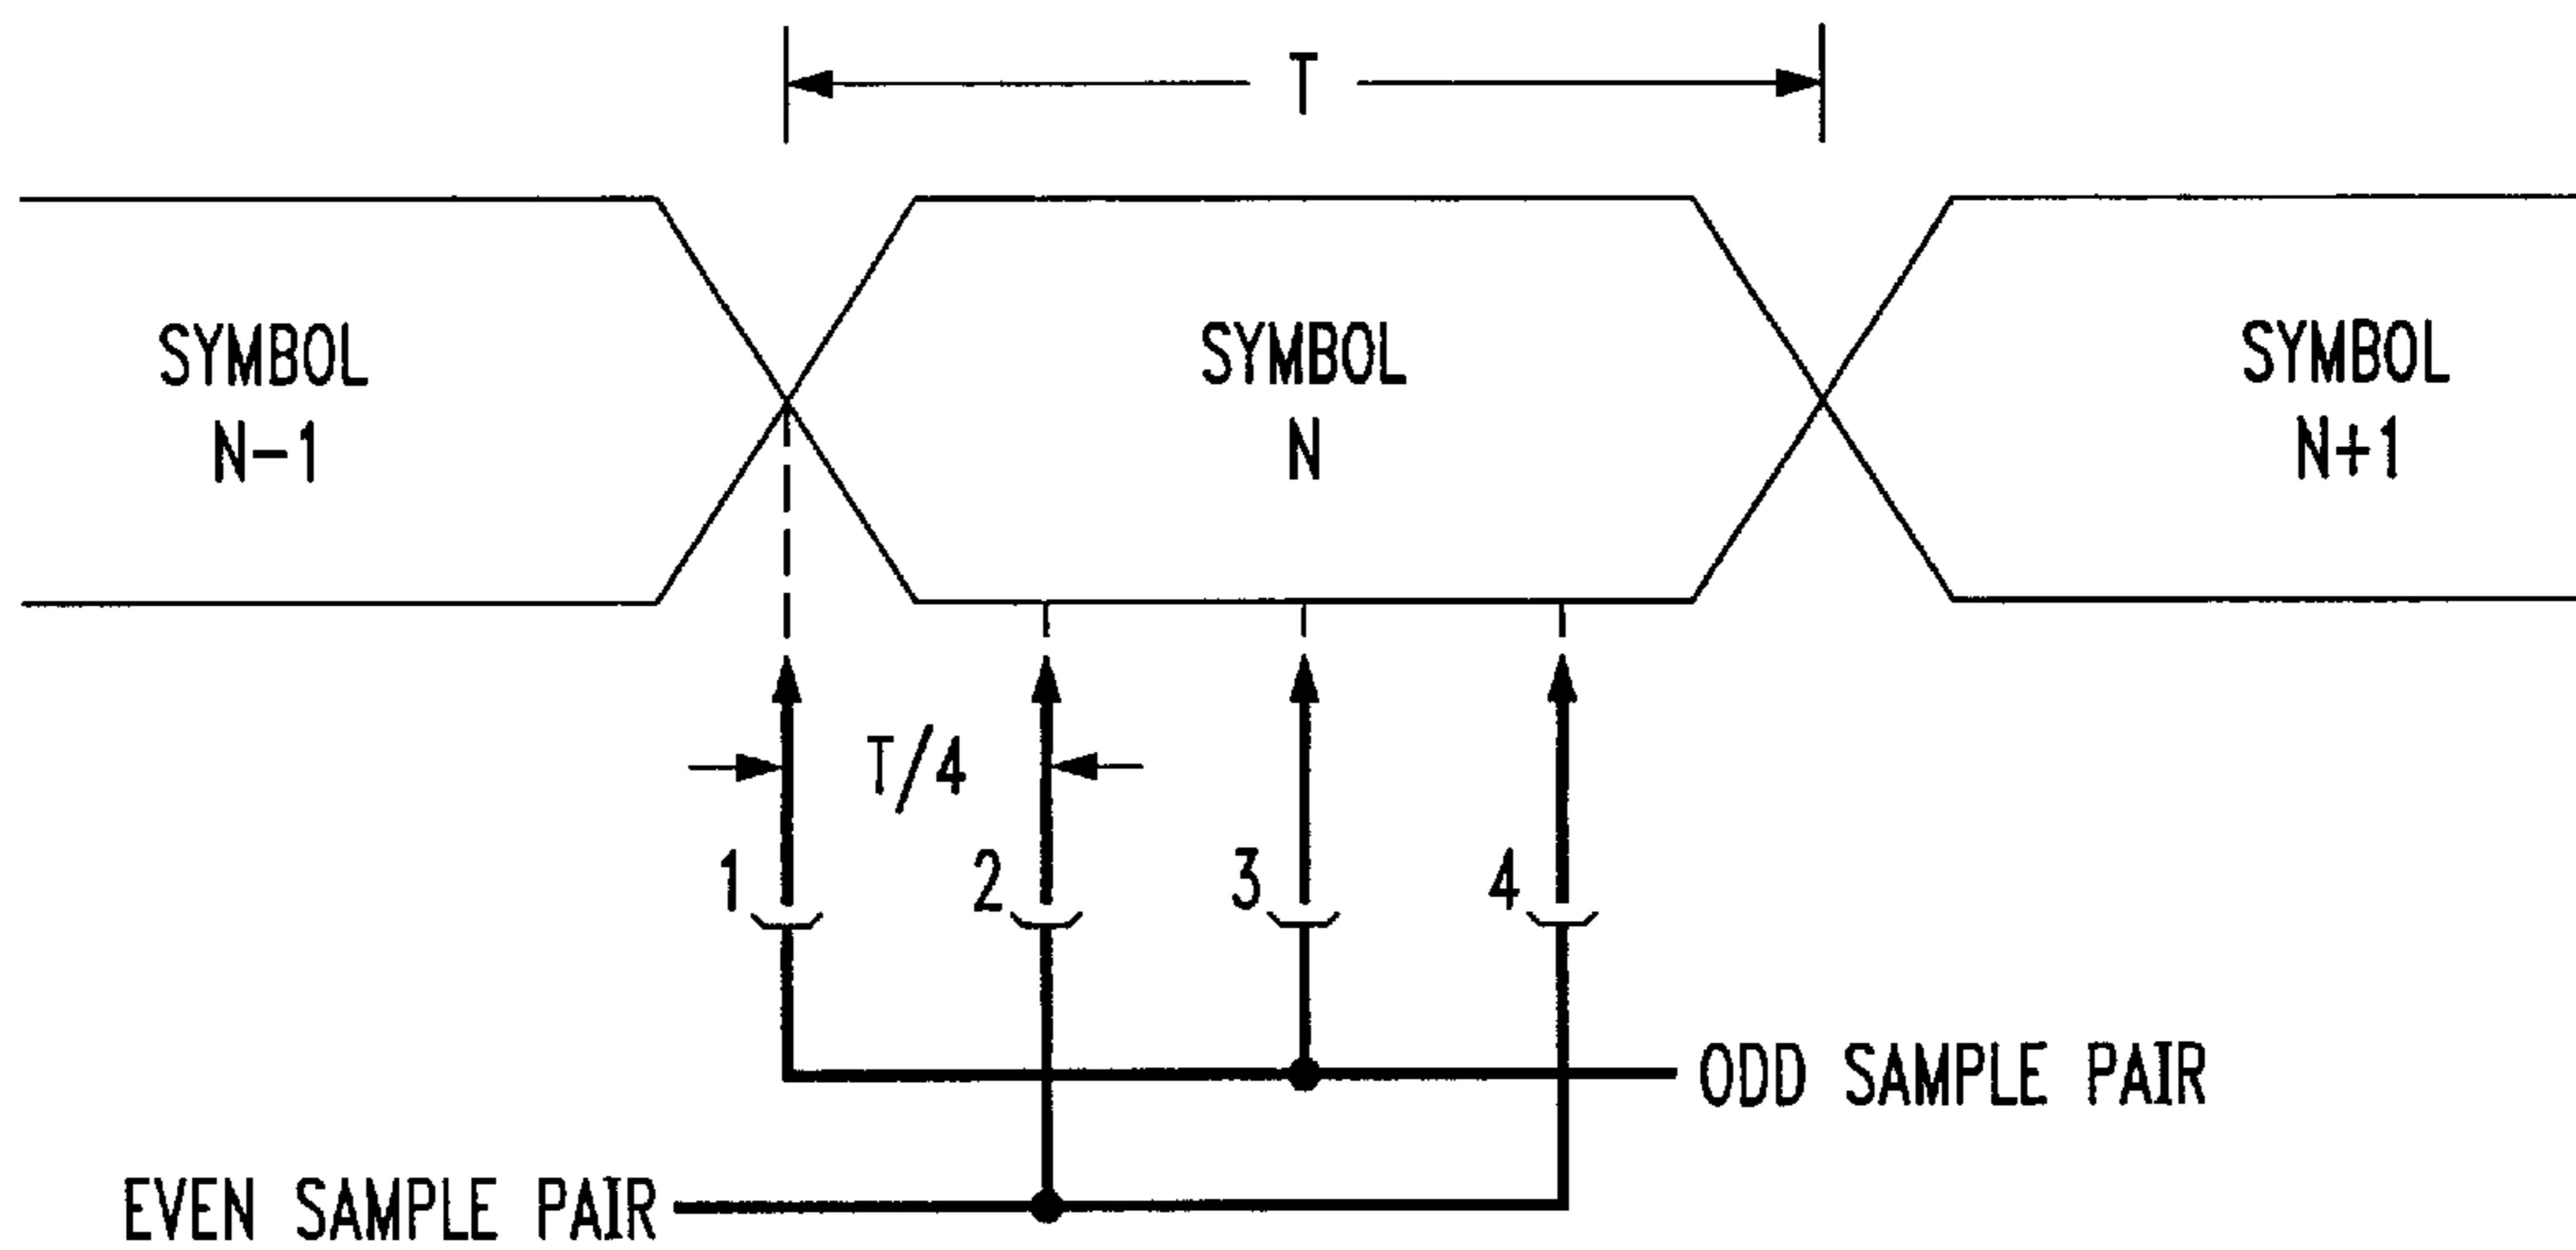 T
SYMBOL
N-1
SYMBOL
N
SYMBOL
N+1
T/4
1
2
3
4
ODD SAMPLE PAIR
EVEN SAMPLE PAIR